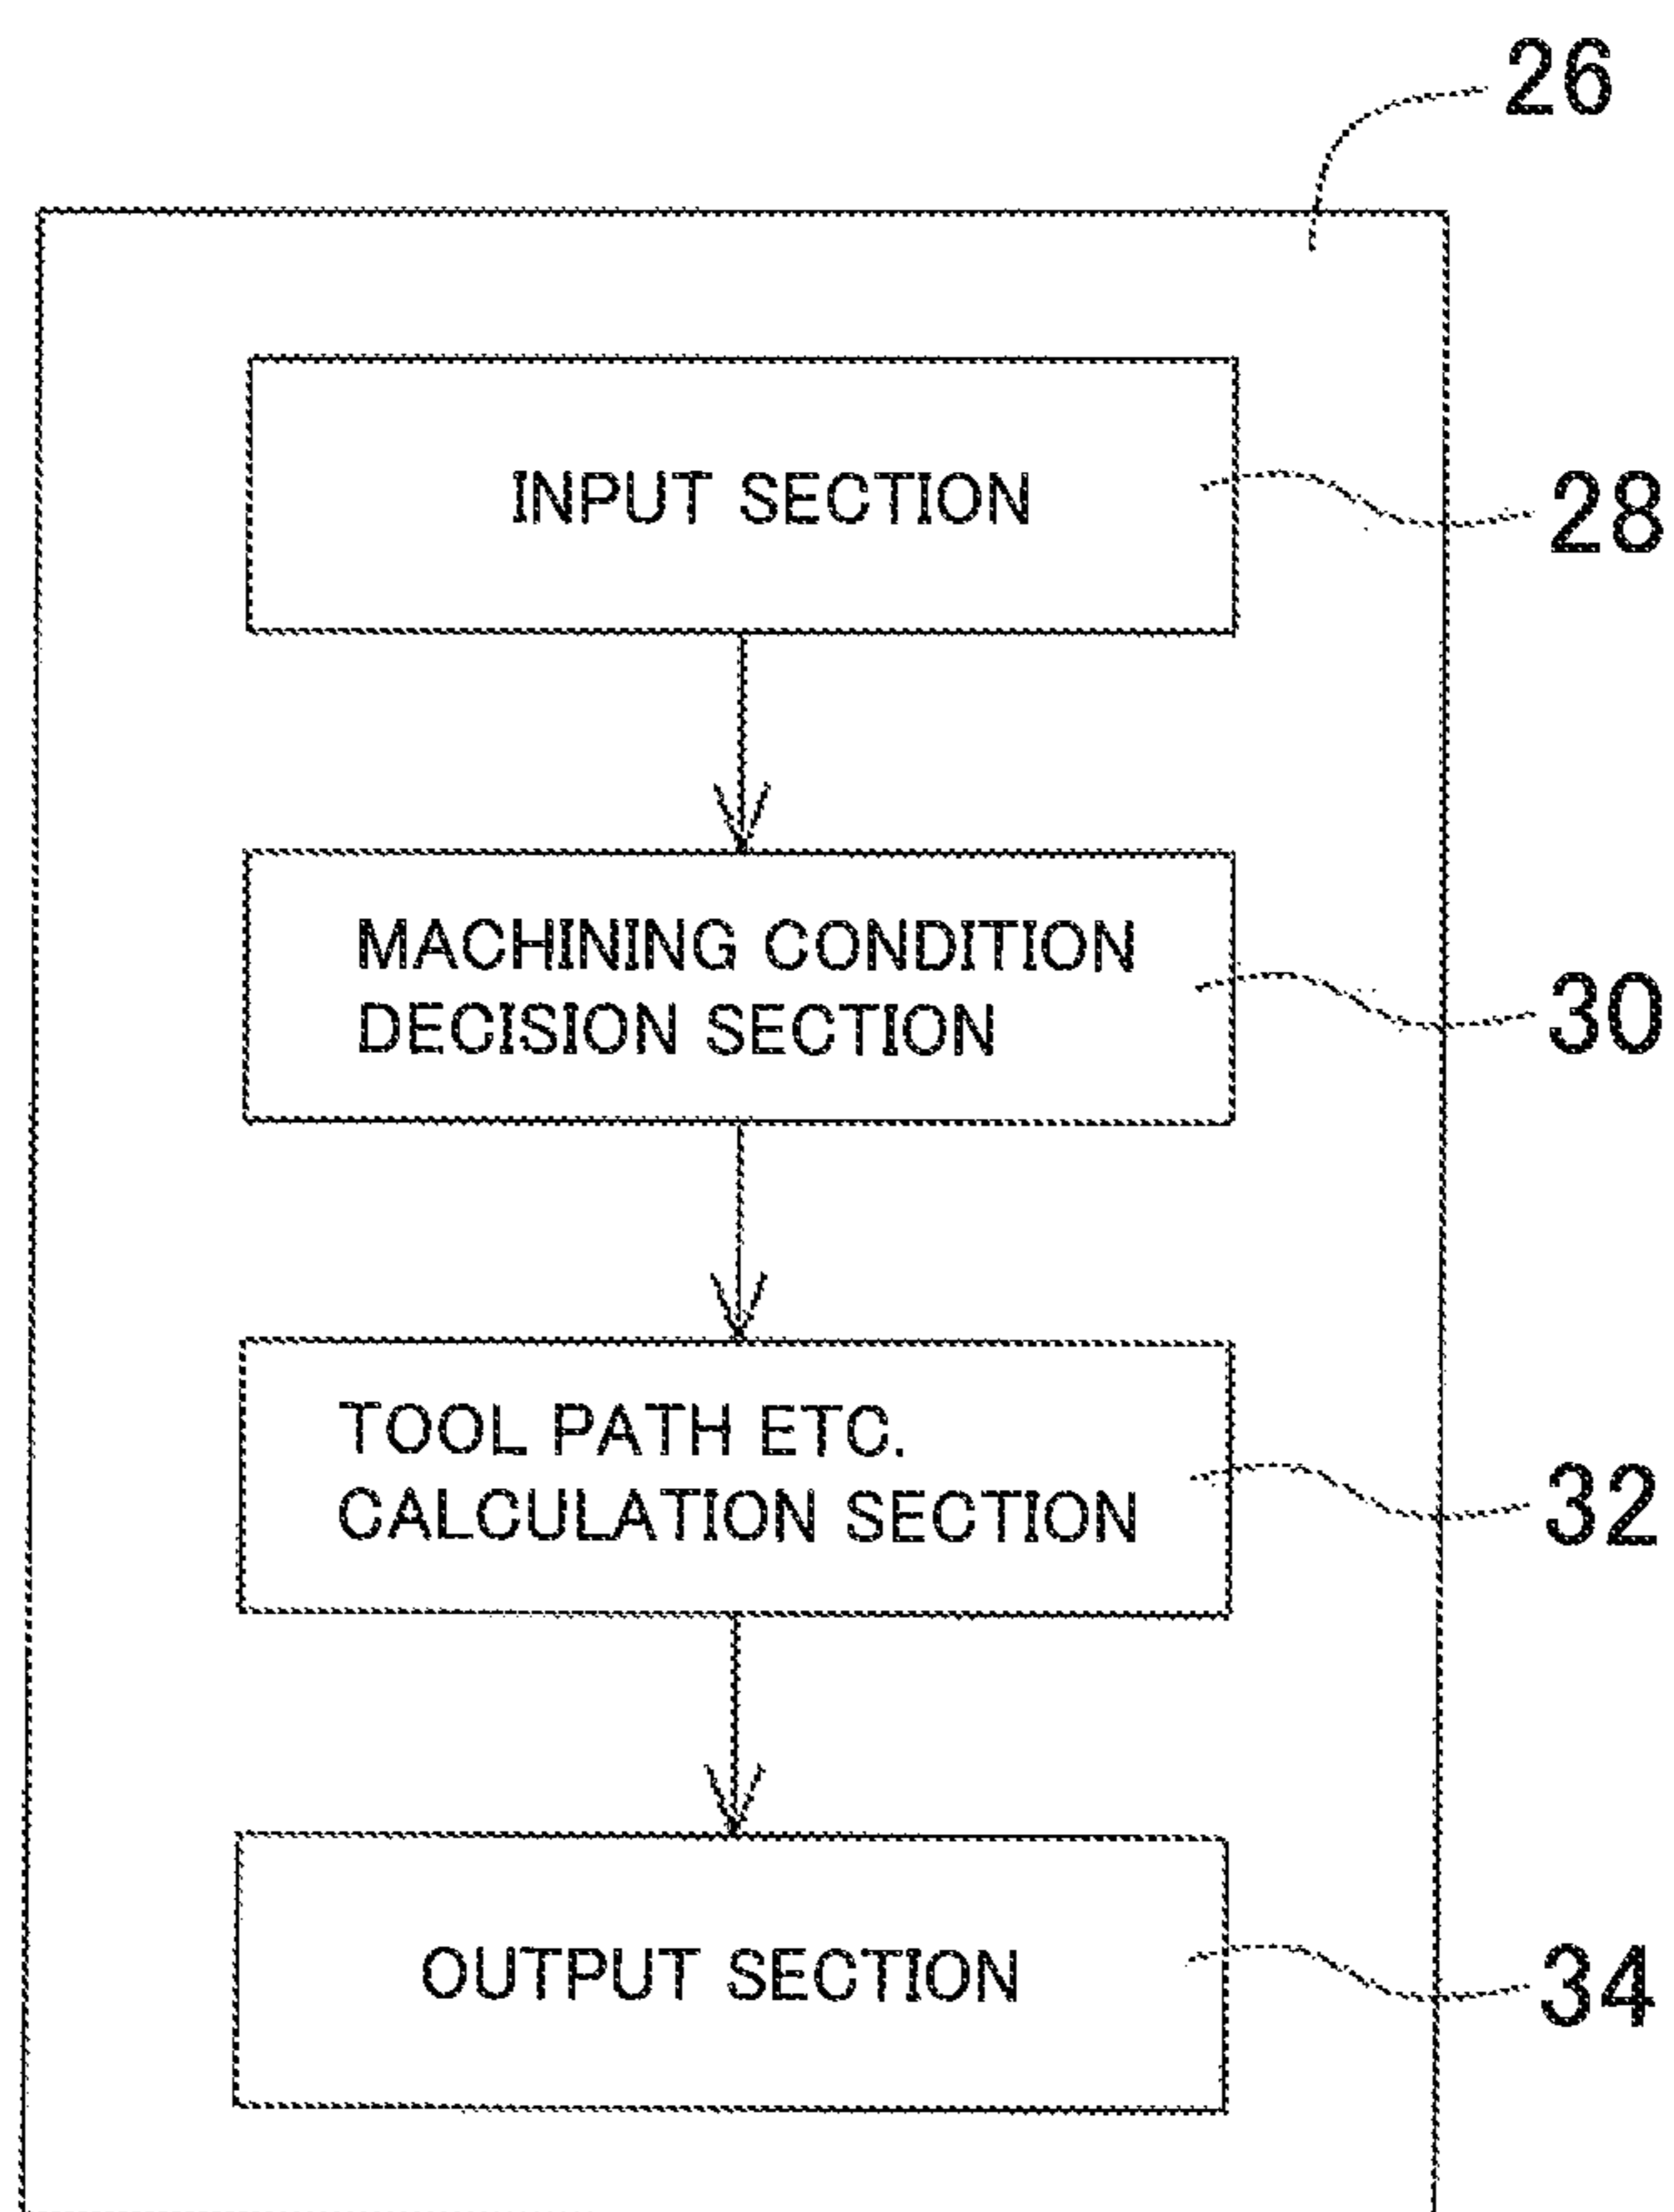 26
INPUT SECTION
28
MACHINING CONDITION
DECISION SECTION
30
TOOL PATH ETC.
CALCULATION SECTION
32
OUTPUT SECTION
34